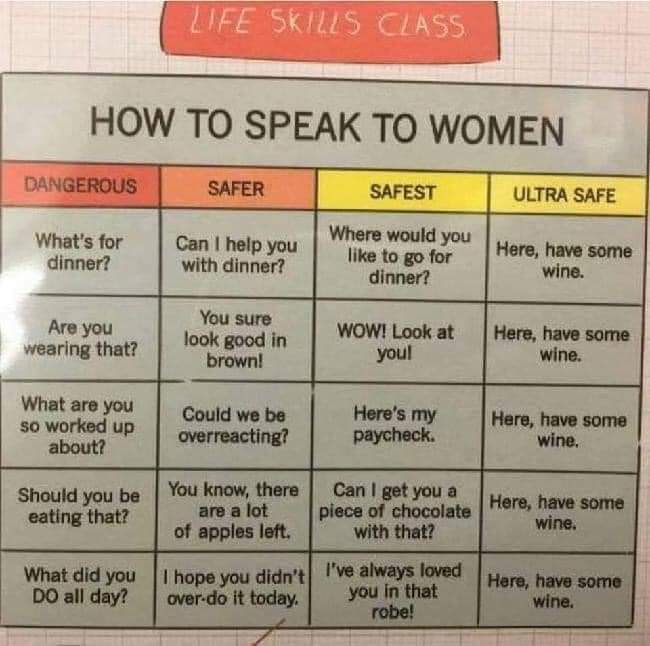 LIFE SKILLS CLASS
HOW TO SPEAK TO WOMEN
DANGEROUS
SAFER
SAFEST
ULTRA SAFE
What's for
dinner?
Can I help you
with dinner?
Where would you
like to go for
dinner?
Here, have some
wine.
Are you
wearing that?
You sure
look good in
brown!
WOW! Look at
you!
Here, have some
wine.
What are you
so worked up
about?
Could we be
overreacting?
Here's my
paycheck.
Here, have some
wine.
Should you be
eating that?
You know, there
are a lot
of apples left.
Can I get you a
piece of chocolate
with that?
Here, have some
wine.
What did you
DO all day?
I hope you didn't
over-do it today.
I've always loved
you in that
robe!
Here, have some
wine.